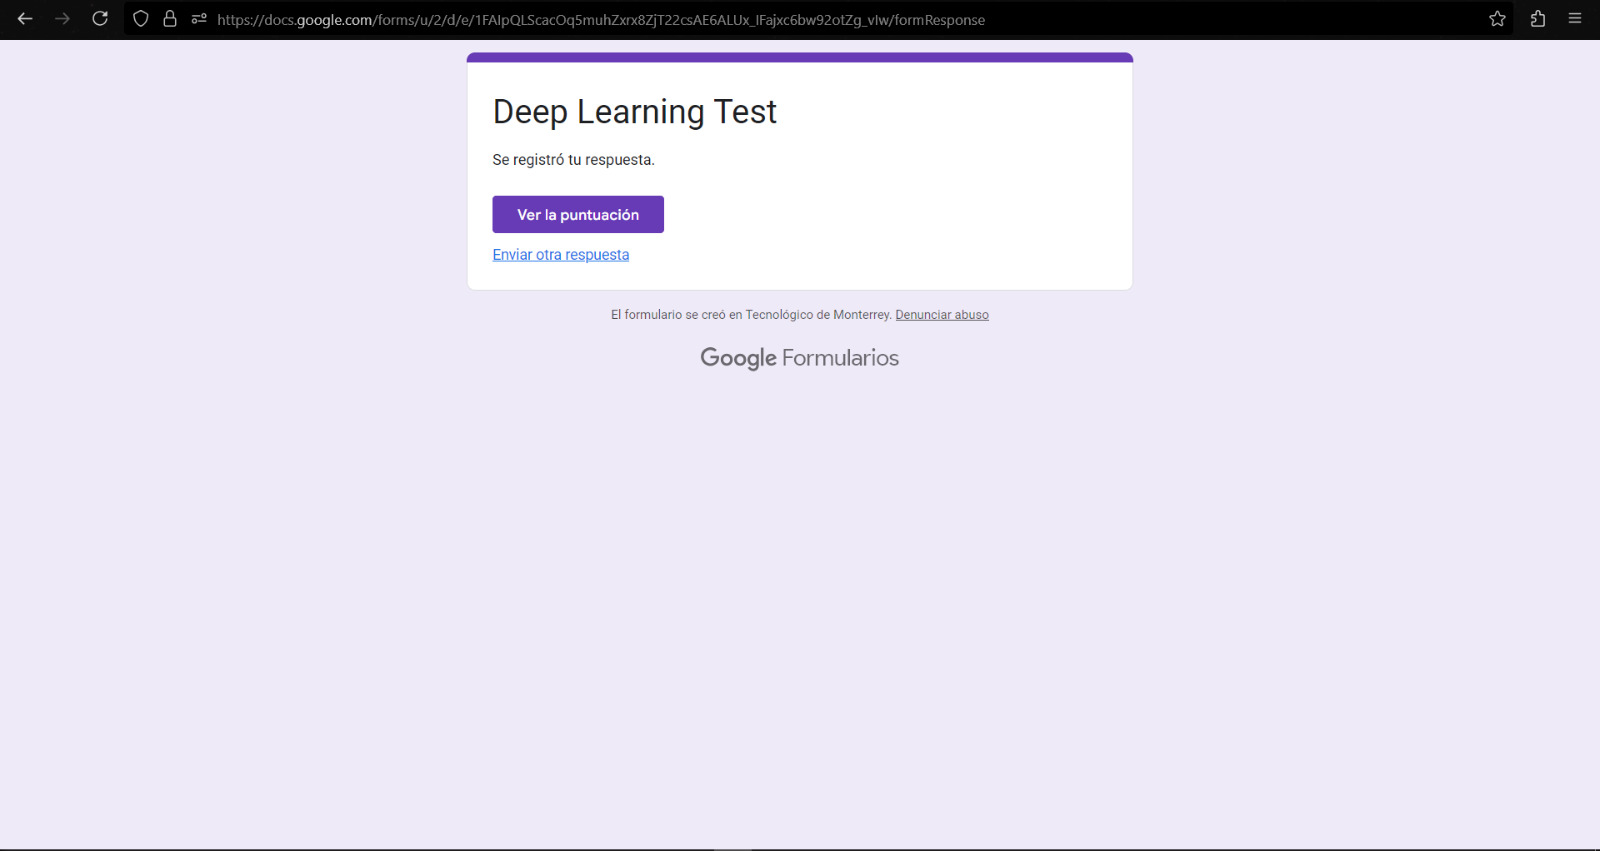 https://docs.google.com/forms/u/2/d/e/1FAIpQLScacOq5muhZxrx8ZjT22csAE6ALUx_IFajxc6bw92otZg_vIw/formResponse
Deep Learning Test
Se registró tu respuesta.
Ver la puntuación
Enviar otra respuesta
El formulario se creó en Tecnológico de Monterrey. Denunciar abuso
Google Formularios